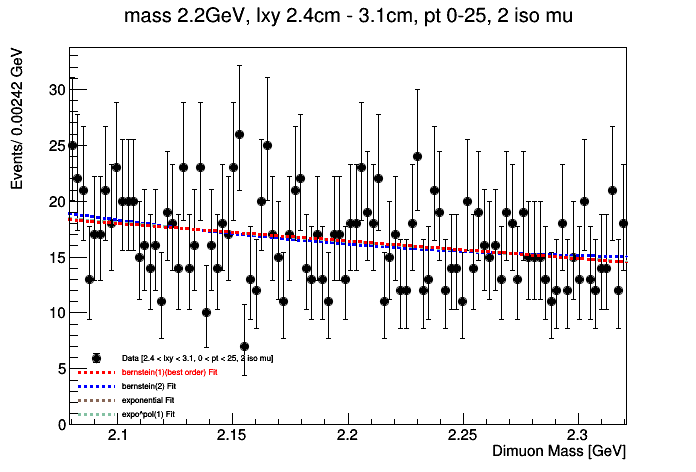 mass 2.2GeV, lxy 2.4cm - 3.1cm, pt 0-25, 2 iso mu
Events/ 0.00242 GeV
30
25
20
15
10
5
0
Data [2.4 < lxy < 3.1, 0 < pt < 25, 2 iso mu]
bernstein(1)(best order) Fit
bernstein(2) Fit
exponential Fit
expo*pol(1) Fit
2.1 2.15 2.2 2.25 2.3
Dimuon Mass [GeV]